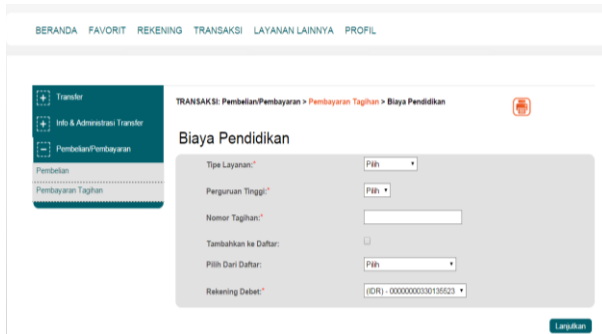 BERANDA FAVORIT REKENING TRANSAKSI LAYANAN LAINNYA PROFIL
Transfer
Info & Administrasi Transfer
Pembelian/Pembayaran
Pembelian
Pembayaran Tagihan
TRANSAKSI: Pembelian/Pembayaran > Pembayaran Tagihan > Biaya Pendidikan
Biaya Pendidikan
Tipe Layanan:* Pilih
Perguruan Tinggi:* Pilih
Nomor Tagihan:*
Tambahkan ke Daftar:
Pilih Dari Daftar: Pilih
Rekening Debet:* (IDR) - 00000000330135523
Lanjutkan